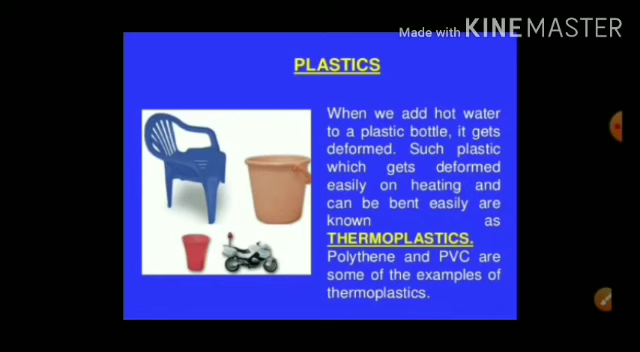 Made with KINEMASTER
PLASTICS
When we add hot water
to a plastic bottle, it gets
deformed. Such plastic
which gets deformed
easily on heating and
can be bent easily are
known as
THERMOPLASTICS.
Polythene and PVC are
some of the examples of
thermoplastics.